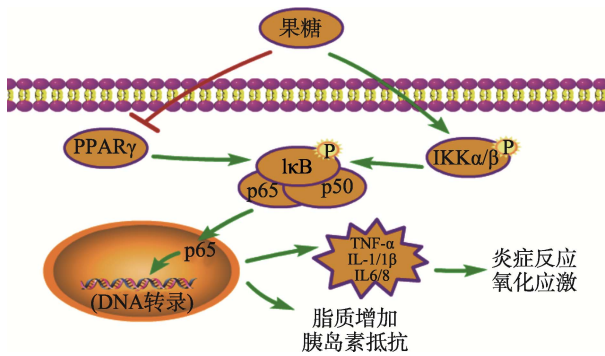 果糖
PPARγ
P
IκB
p65
p50
IKKα/β
P
p65
(DNA转录)
TNF-α
IL-1/1β
IL6/8
炎症反应
氧化应激
脂质增加
胰岛素抵抗